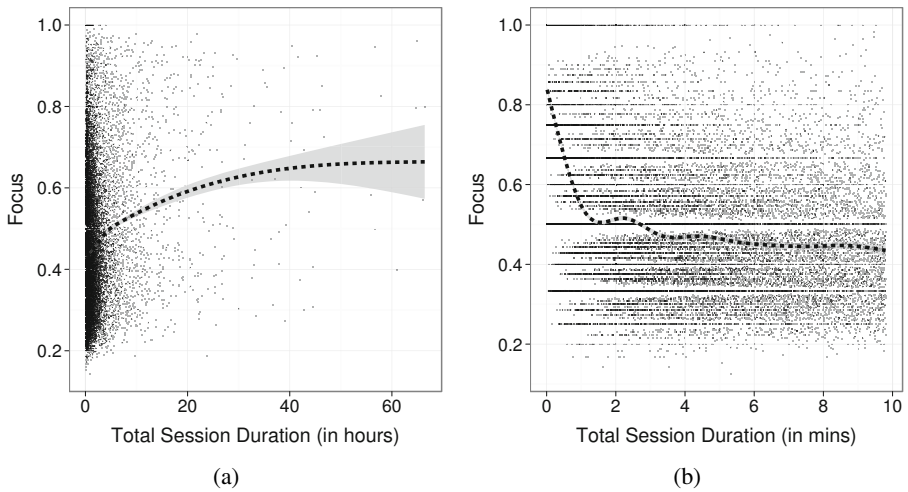 1.0
0.8
0.6
0.4
0.2
Focus
0 20 40 60
Total Session Duration (in hours)
(a)
1.0
0.8
0.6
0.4
0.2
Focus
0 2 4 6 8 10
Total Session Duration (in mins)
(b)